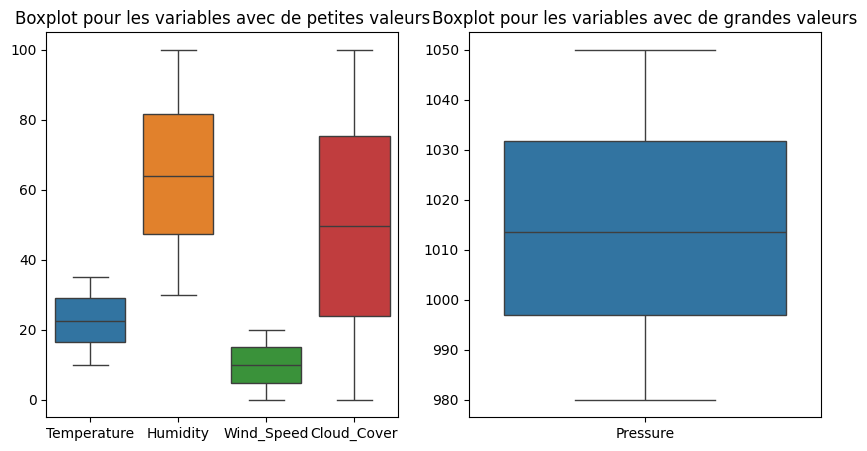 Boxplot pour les variables avec de petites valeurs
100
80
60
40
20
0
Temperature
Humidity
Wind_Speed
Cloud_Cover
Boxplot pour les variables avec de grandes valeurs
1050
1040
1030
1020
1010
1000
990
980
Pressure